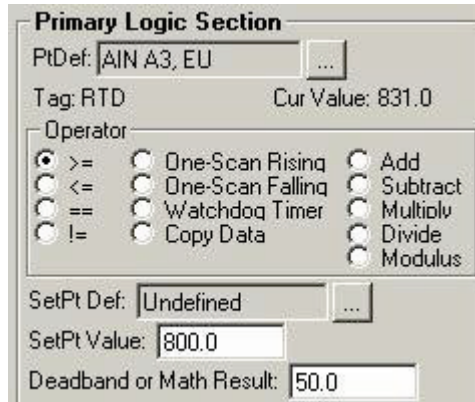 Primary Logic Section
PtDef: AIN A3, EU ...
Tag: RTD Cur Value: 831.0
Operator
>= One-Scan Rising Add
<= One-Scan Falling Subtract
== Watchdog Timer Multiply
!= Copy Data Divide
Modulus
SetPt Def: Undefined ...
SetPt Value: 800.0
Deadband or Math Result: 50.0